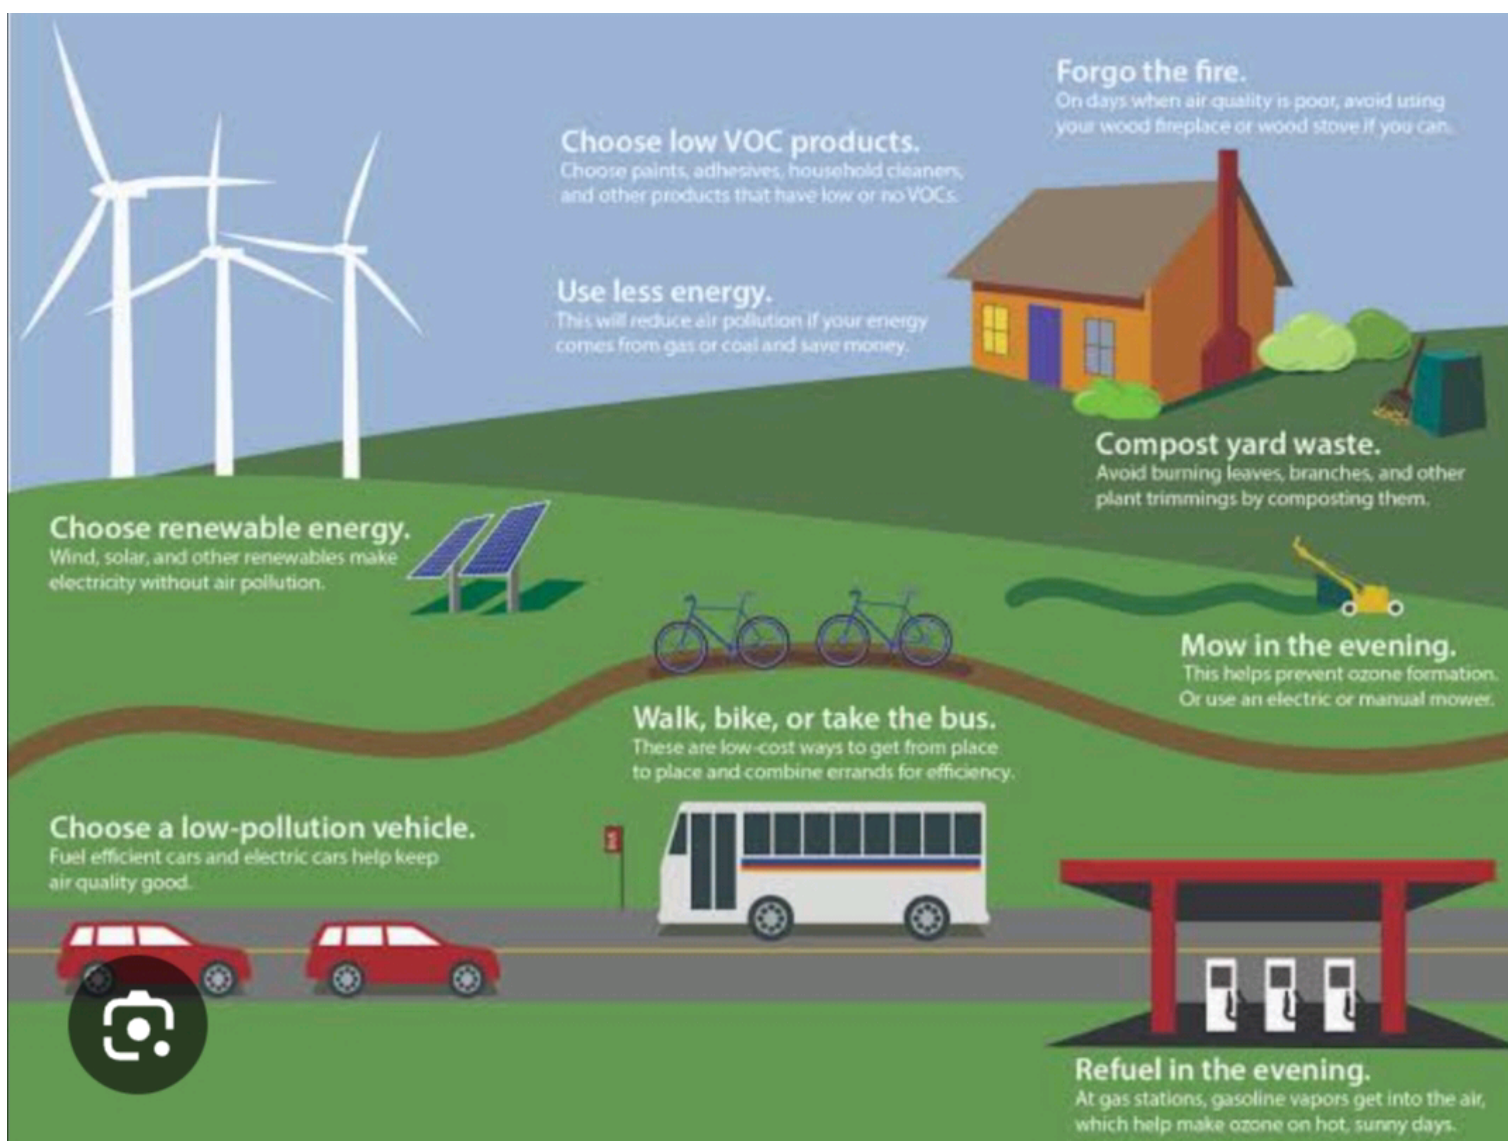 Forgo the fire.
On days when air quality is poor, avoid using
your wood fireplace or wood stove if you can.
Choose low VOC products.
Choose paints, adhesives, household cleaners,
and other products that have low or no VOCs.
Use less energy.
This will reduce air pollution if your energy
comes from gas or coal and save money.
Compost yard waste.
Avoid burning leaves, branches, and other
plant trimmings by composting them.
Choose renewable energy.
Wind, solar, and other renewables make
electricity without air pollution.
Mow in the evening.
This helps prevent ozone formation.
Or use an electric or manual mower.
Walk, bike, or take the bus.
These are low-cost ways to get from place
to place and combine errands for efficiency.
Choose a low-pollution vehicle.
Fuel efficient cars and electric cars help keep
air quality good.
BUS
Refuel in the evening.
At gas stations, gasoline vapors get into the air,
which help make ozone on hot, sunny days.